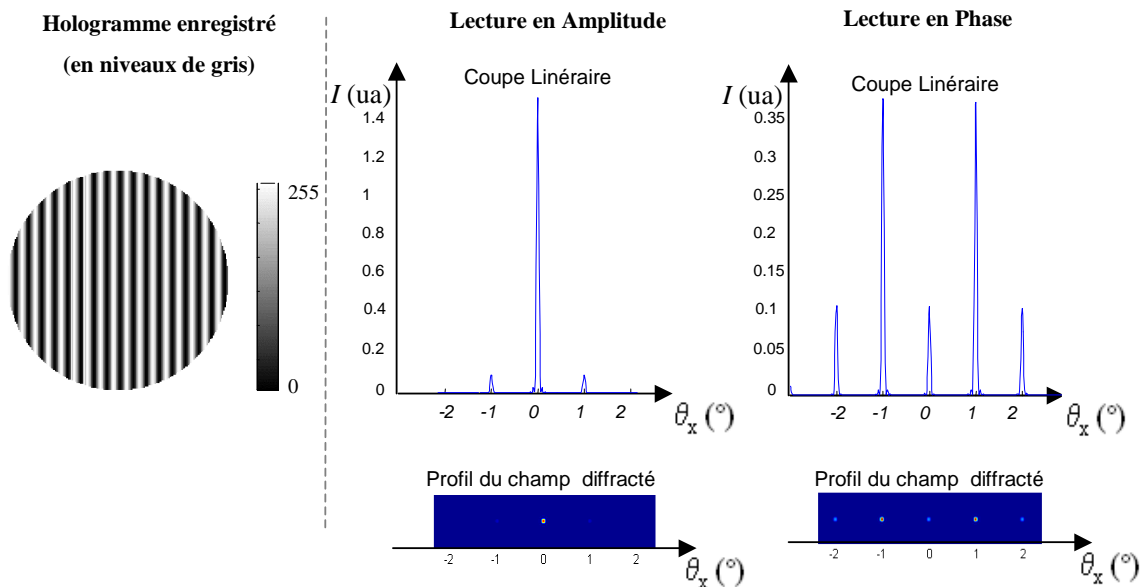 Hologramme enregistré
(en niveaux de gris)
255
0
Lecture en Amplitude
Coupe Linéraire
I (ua)
1.4
1.2
1
0.8
0.6
0.4
0.2
0
-2 -1 0 1 2
θx (°)
Profil du champ diffracté
-2 -1 0 1 2
θx (°)
Lecture en Phase
Coupe Linéraire
I (ua)
0.35
0.3
0.25
0.2
0.15
0.1
0.05
0
-2 -1 0 1 2
θx (°)
Profil du champ diffracté
-2 -1 0 1 2
θx (°)